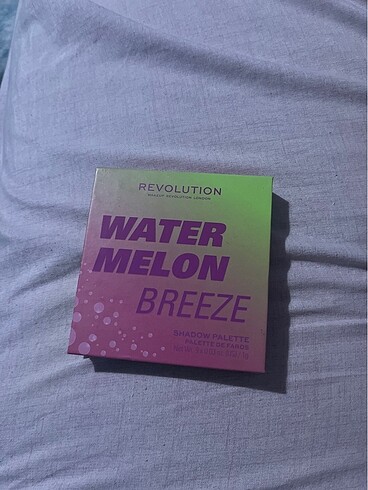 REVOLUTION
MAKEUP REVOLUTION LONDON
WATER
MELON
BREEZE
SHADOW PALETTE
PALETTE DE FARDS